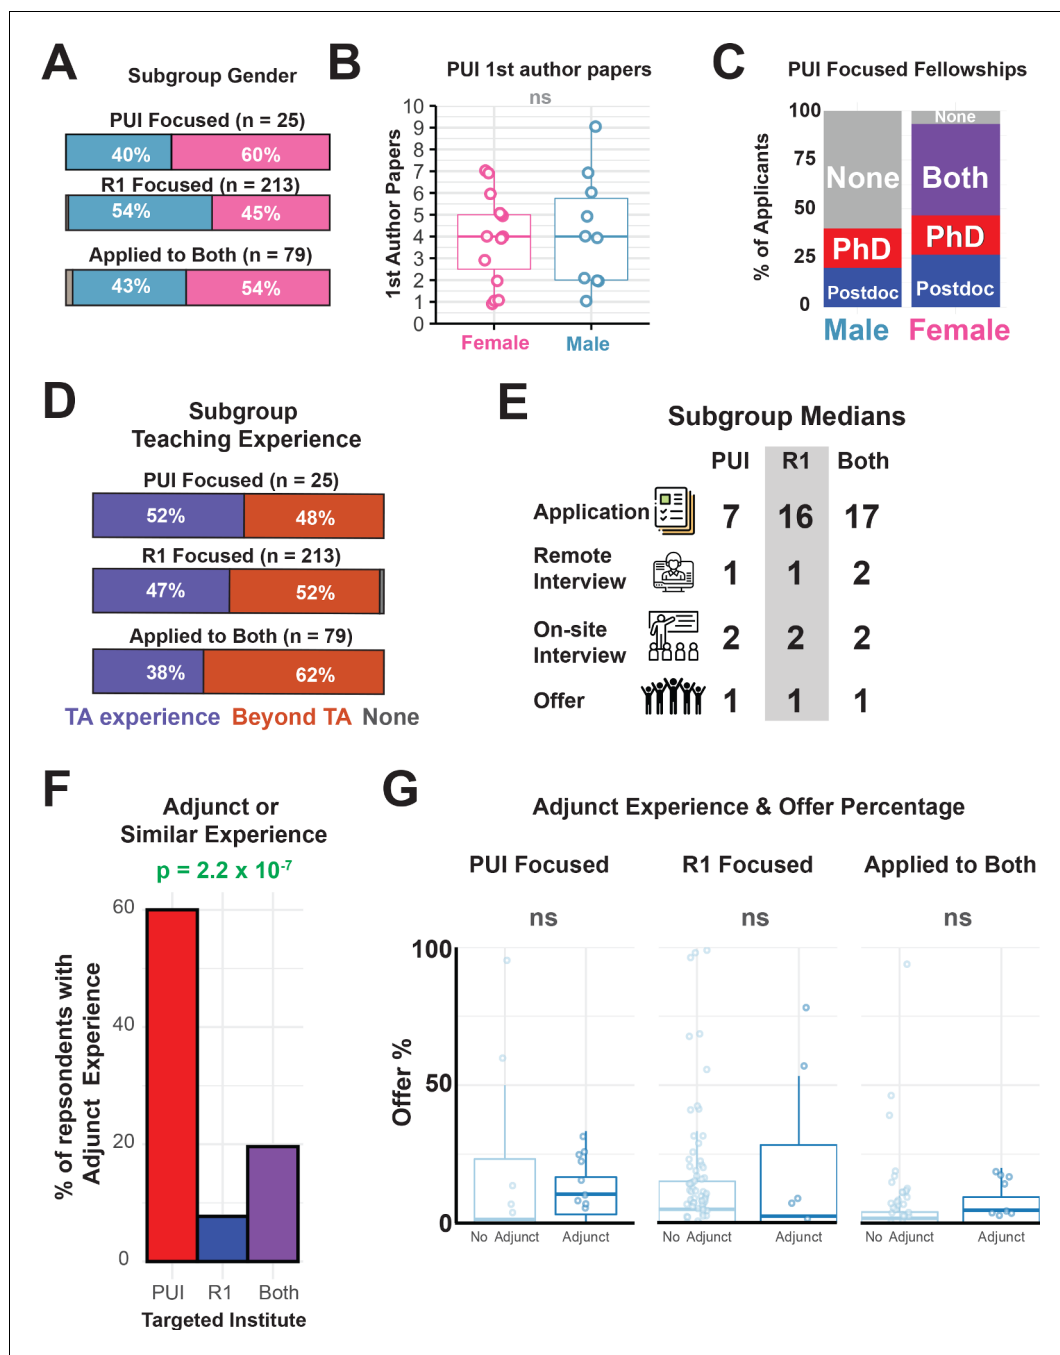 A
Subgroup Gender
PUI Focused (n = 25)
40%
60%
R1 Focused (n = 213)
54%
45%
Applied to Both (n = 79)
43%
54%
B
PUI 1st author papers
ns
1st Author Papers
10
9
8
7
6
5
4
3
2
1
0
Female
Male
C
PUI Focused Fellowships
% of Applicants
100
75
50
25
0
None
PhD
Postdoc
None
Both
PhD
Postdoc
Male
Female
D
Subgroup
Teaching Experience
PUI Focused (n = 25)
52%
48%
R1 Focused (n = 213)
47%
52%
Applied to Both (n = 79)
38%
62%
TA experience Beyond TA None
E
Subgroup Medians
PUI R1 Both
Application 7 16 17
Remote
Interview 1 1 2
On-site
Interview 2 2 2
Offer 1 1 1
F
Adjunct or
Similar Experience
p = 2.2 x 10-7
% of repsondents with
Adjunct Experience
60
40
20
0
PUI R1 Both
Targeted Institute
G
Adjunct Experience & Offer Percentage
PUI Focused
R1 Focused
Applied to Both
ns
ns
ns
Offer %
100
50
0
No Adjunct
Adjunct
No Adjunct
Adjunct
No Adjunct
Adjunct